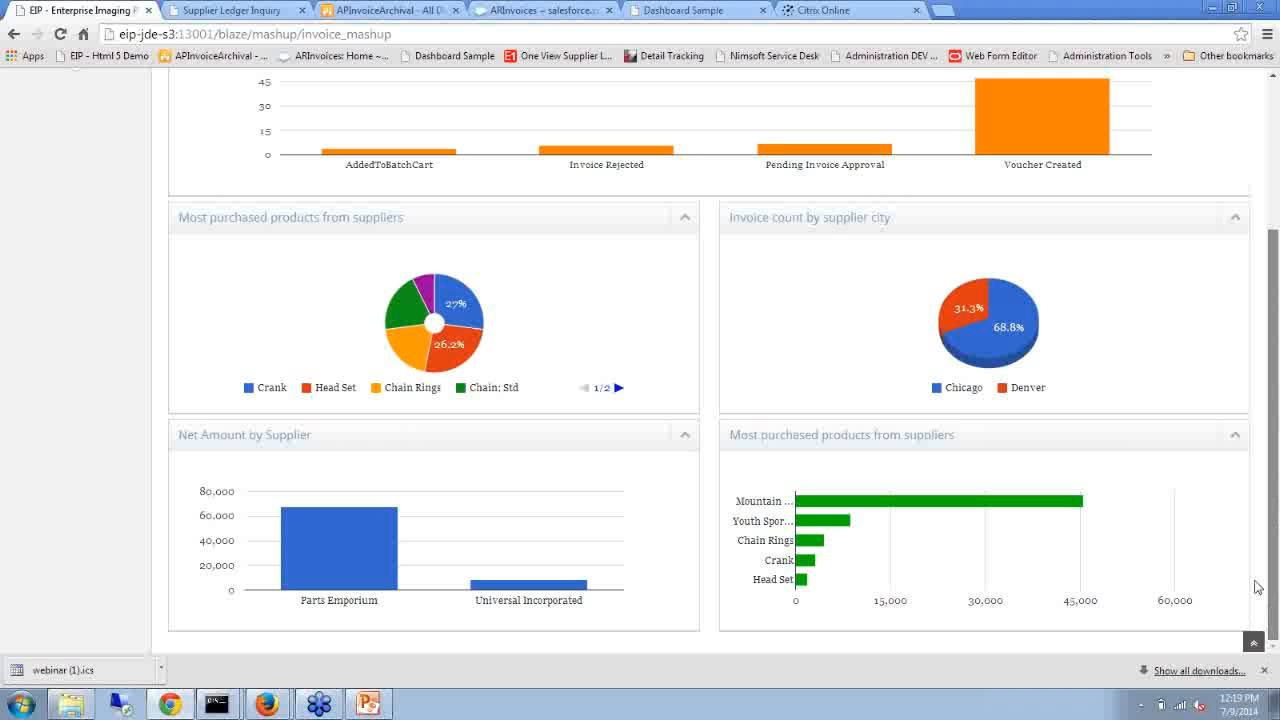 EIP - Enterprise Imaging P
Supplier Ledger Inquiry
APInvoiceArchival - All D
ARInvoices ~ salesforce.c
Dashboard Sample
Citrix Online
eip-jde-s3:13001/blaze/mashup/invoice_mashup
Apps
EIP - Html 5 Demo
APInvoiceArchival -...
ARInvoices: Home ~...
Dashboard Sample
One View Supplier L...
Detail Tracking
Nimsoft Service Desk
Administration DEV ...
Web Form Editor
Administration Tools
»
Other bookmarks
45
30
15
0
AddedToBatchCart
Invoice Rejected
Pending Invoice Approval
Voucher Created
Most purchased products from suppliers
27%
26.2%
Crank
Head Set
Chain Rings
Chain; Std
1/2
Invoice count by supplier city
31.3%
68.8%
Chicago
Denver
Net Amount by Supplier
80,000
60,000
40,000
20,000
0
Parts Emporium
Universal Incorporated
Most purchased products from suppliers
Mountain ...
Youth Spor...
Chain Rings
Crank
Head Set
0
15,000
30,000
45,000
60,000
webinar (1).ics
Show all downloads...
12:19 PM
7/9/2014